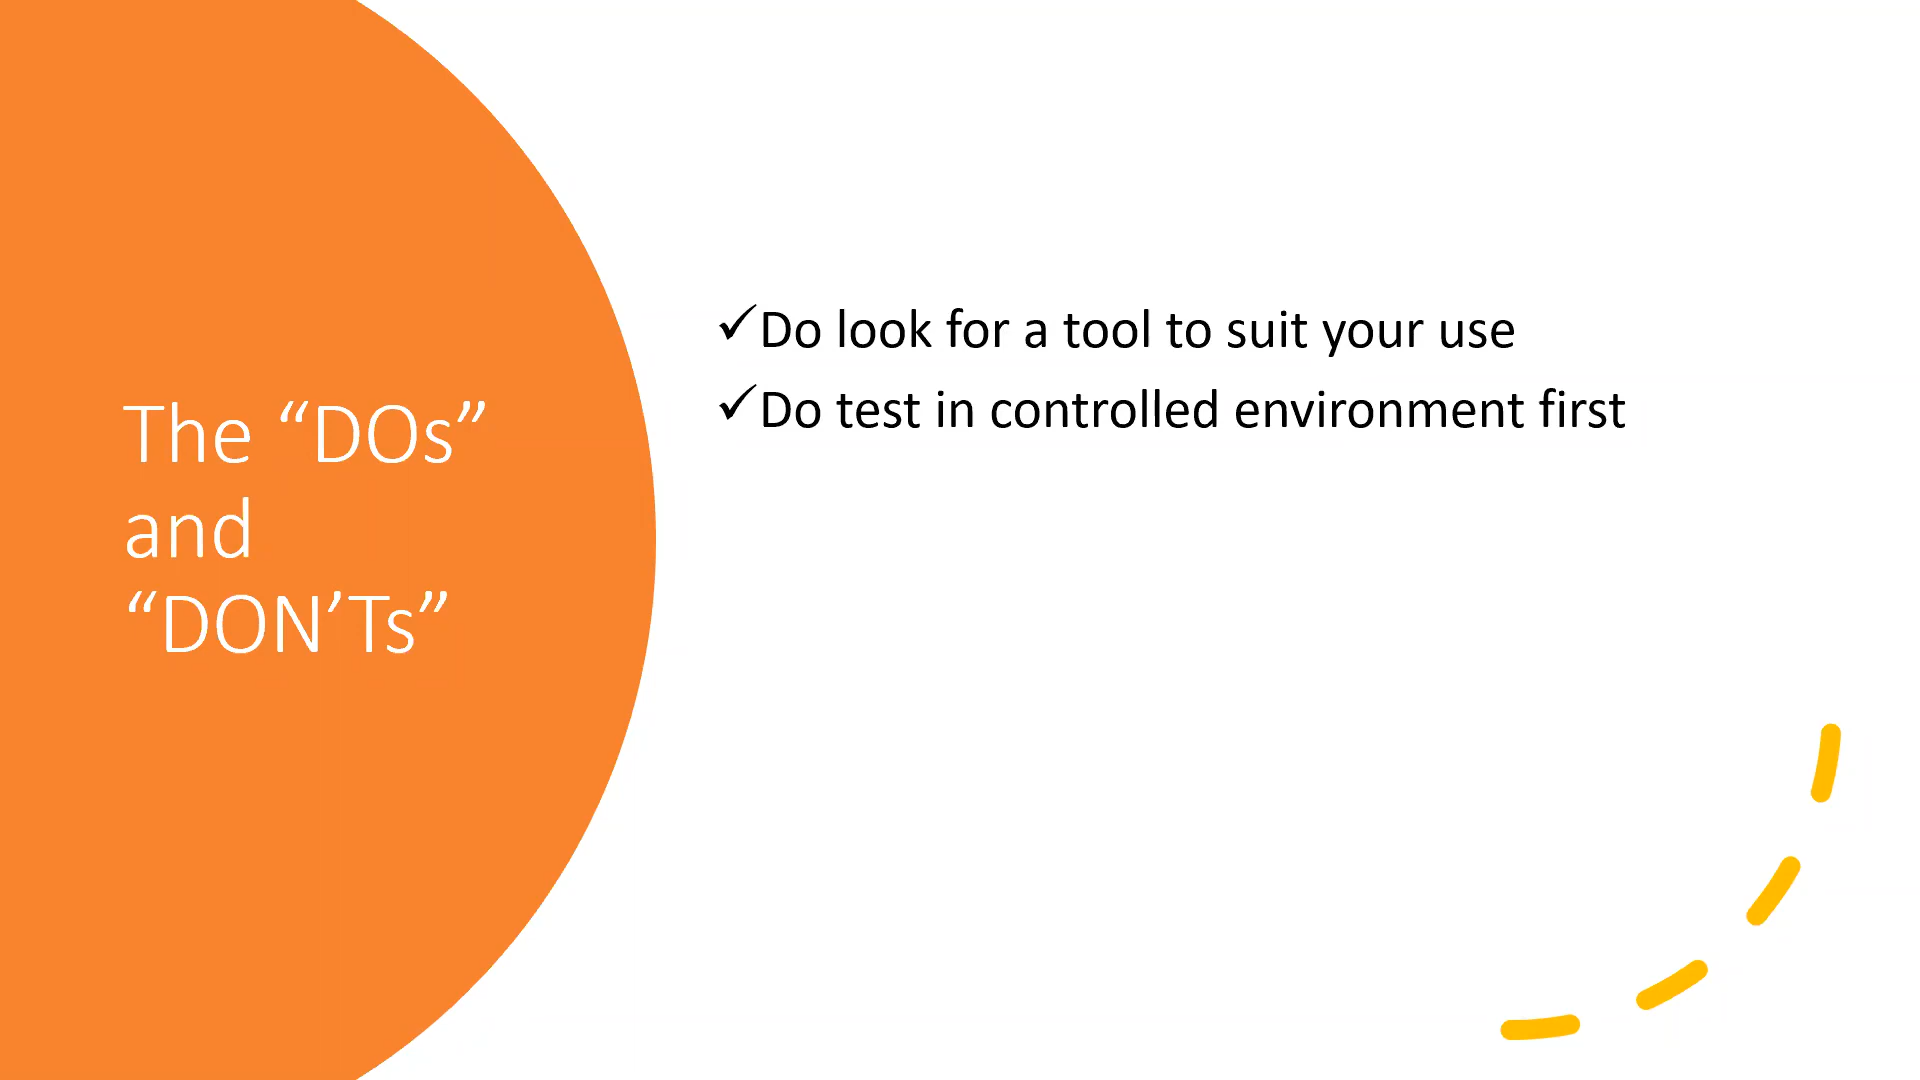 The “DOs”
and
“DON’Ts”
✓Do look for a tool to suit your use
✓Do test in controlled environment first